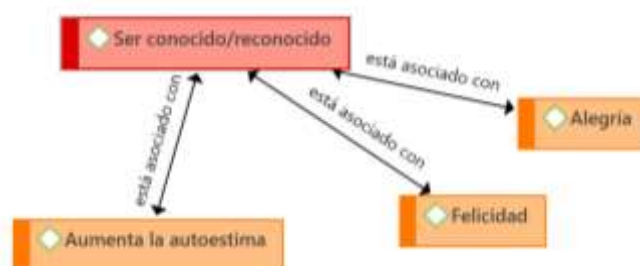 Ser conocido/reconocido
está asociado con
Alegría
está asociado con
está asociado con
Felicidad
Aumenta la autoestima